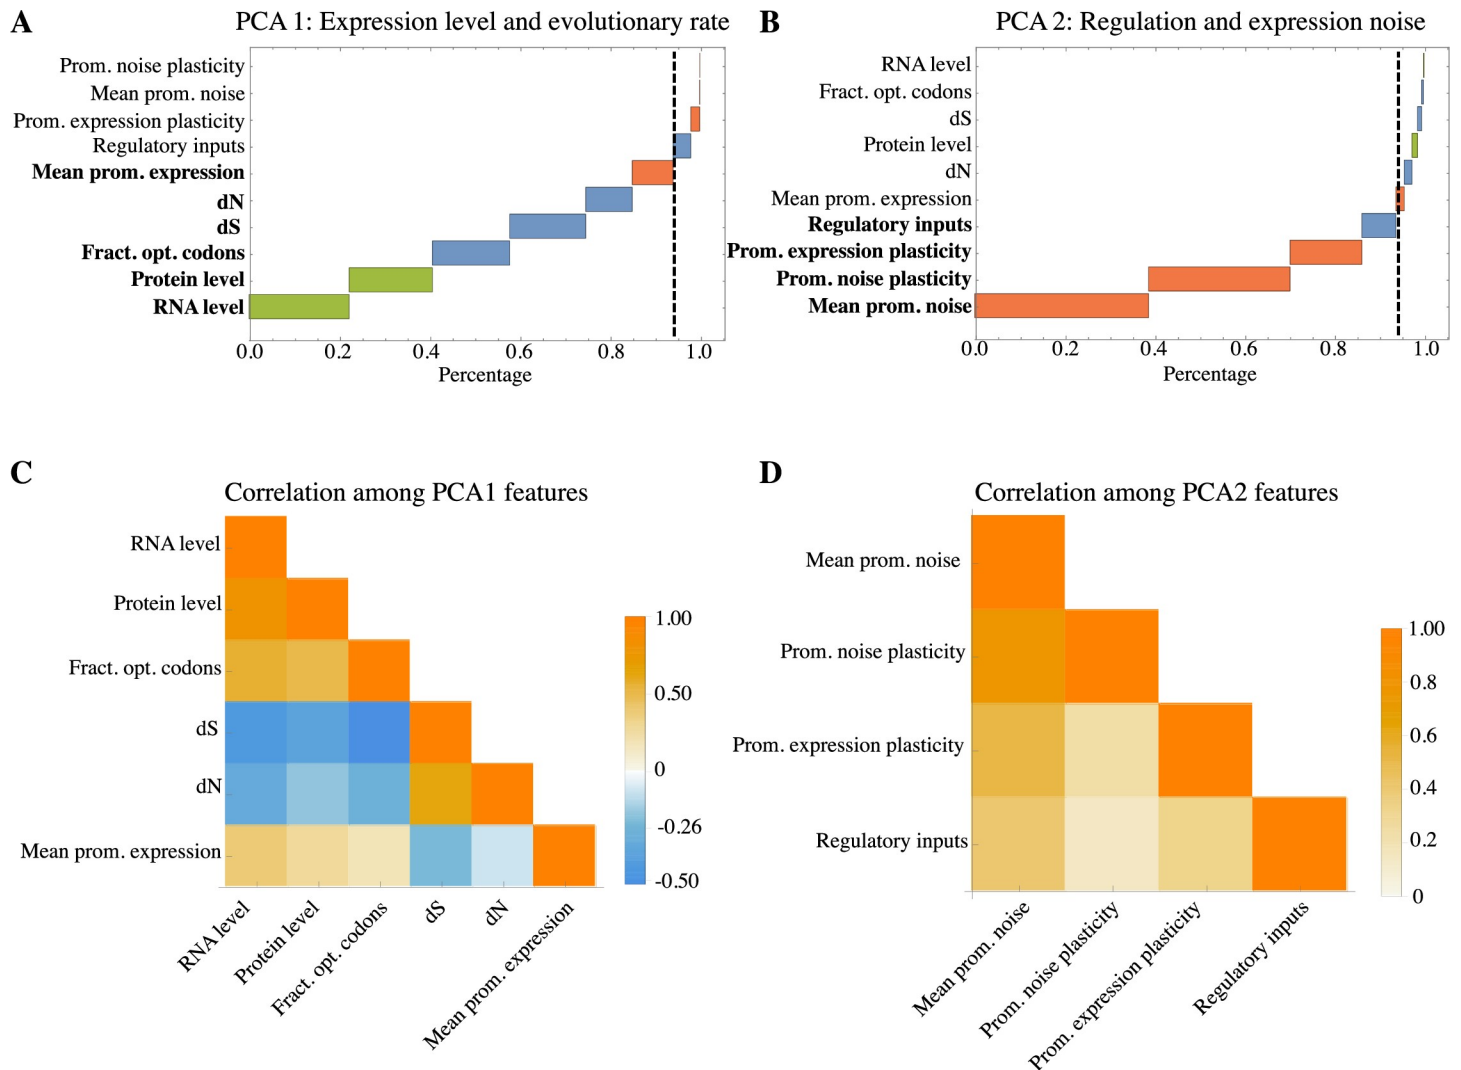 A
PCA 1: Expression level and evolutionary rate
Prom. noise plasticity
Mean prom. noise
Prom. expression plasticity
Regulatory inputs
Mean prom. expression
dN
dS
Fract. opt. codons
Protein level
RNA level
0.0 0.2 0.4 0.6 0.8 1.0
Percentage
B
PCA 2: Regulation and expression noise
RNA level
Fract. opt. codons
dS
Protein level
dN
Mean prom. expression
Regulatory inputs
Prom. expression plasticity
Prom. noise plasticity
Mean prom. noise
0.0 0.2 0.4 0.6 0.8 1.0
Percentage
C
Correlation among PCA1 features
RNA level
Protein level
Fract. opt. codons
dS
dN
Mean prom. expression
RNA level
Protein level
Fract. opt. codons
dS
dN
Mean prom. expression
1.00
0.50
0
-0.26
-0.50
D
Correlation among PCA2 features
Mean prom. noise
Prom. noise plasticity
Prom. expression plasticity
Regulatory inputs
Mean prom. noise
Prom. noise plasticity
Prom. expression plasticity
Regulatory inputs
1.00
0.8
0.6
0.4
0.2
0